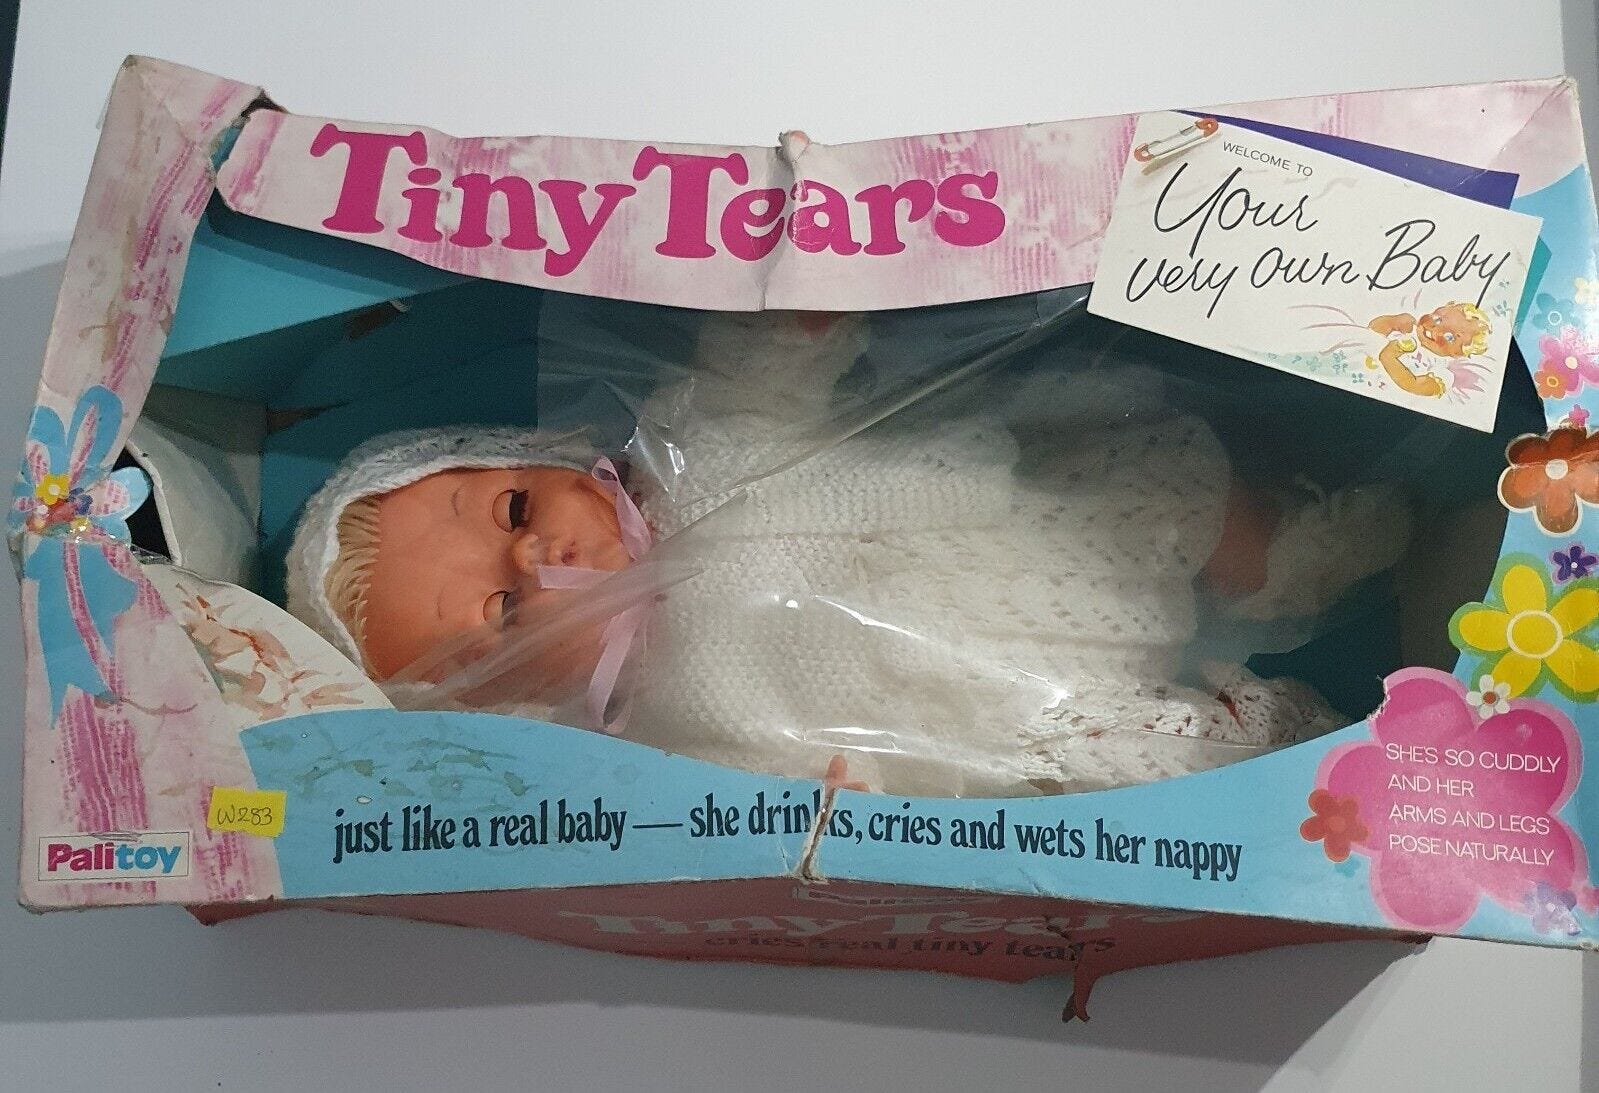 Tiny Tears
WELCOME TO
Your
very own Baby
SHE'S SO CUDDLY
AND HER
ARMS AND LEGS
POSE NATURALLY
W283
just like a real baby — she drinks, cries and wets her nappy
Palitoy
Tiny Tears
cries real tiny tears